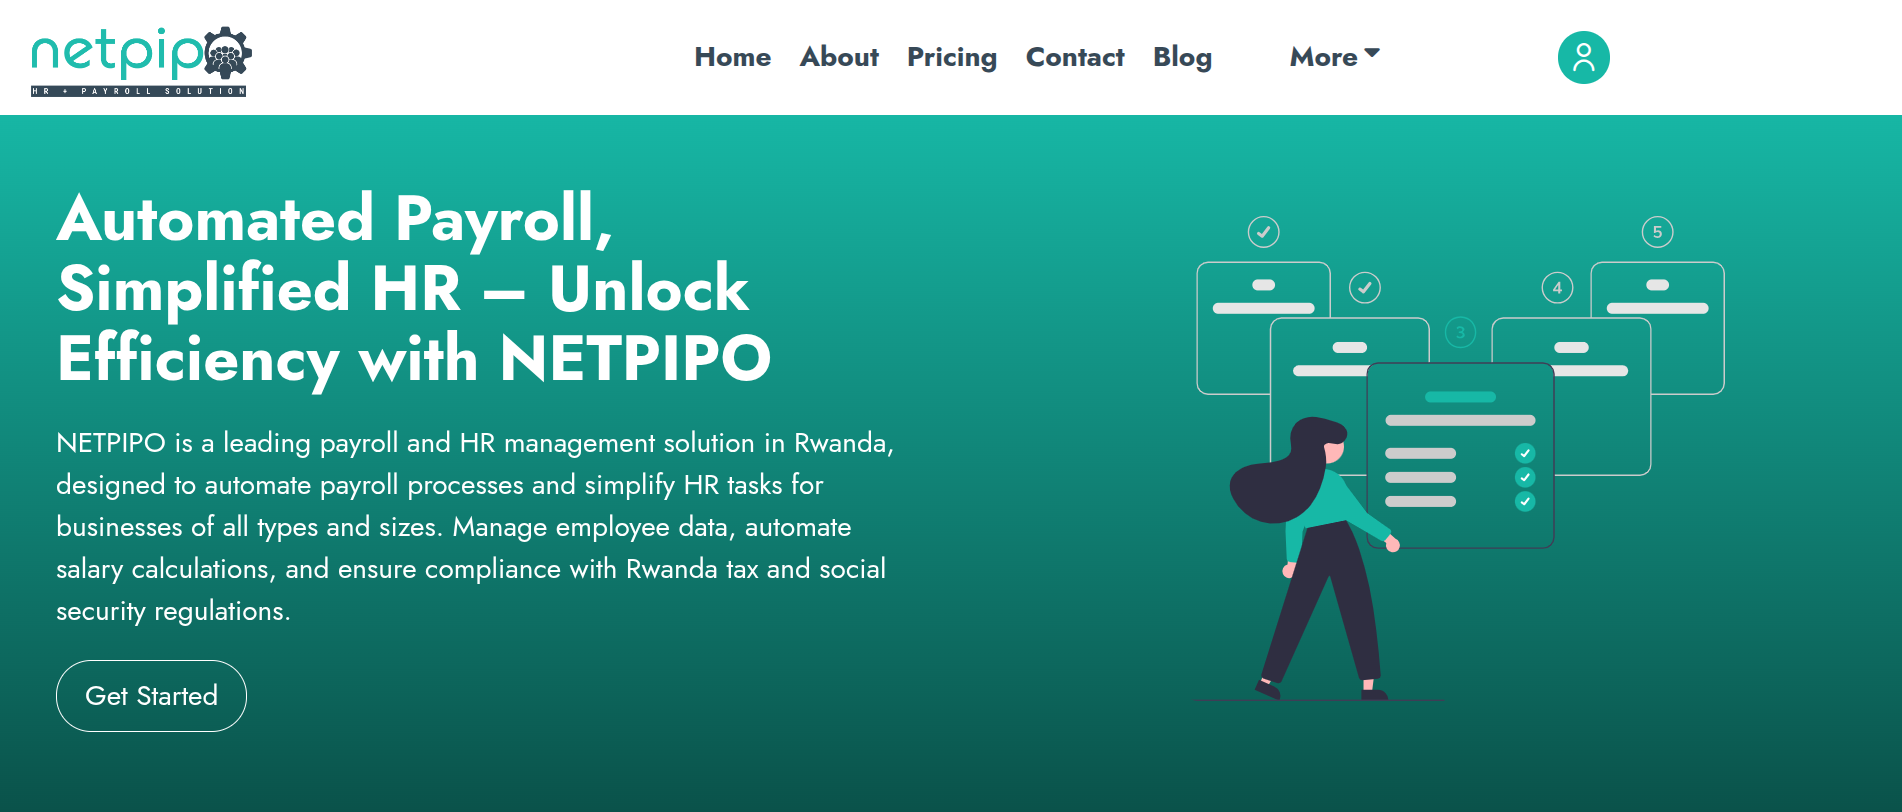 netpipo
HR + PAYROLL SOLUTION
Home About Pricing Contact Blog More
Automated Payroll,
Simplified HR – Unlock
Efficiency with NETPIPO
NETPIPO is a leading payroll and HR management solution in Rwanda,
designed to automate payroll processes and simplify HR tasks for
businesses of all types and sizes. Manage employee data, automate
salary calculations, and ensure compliance with Rwanda tax and social
security regulations.
Get Started
5
4
3